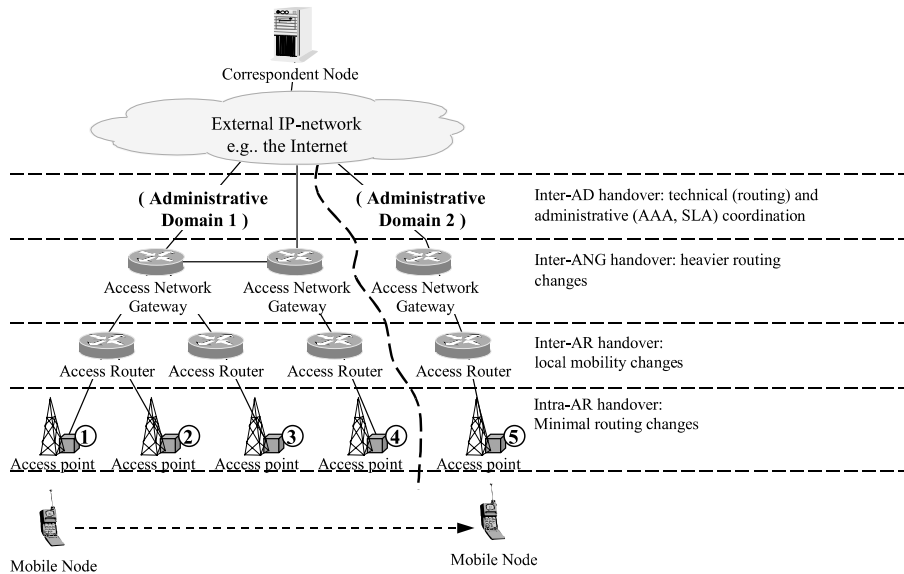 Correspondent Node
External IP-network
e.g.. the Internet
( Administrative
Domain 1 )
( Administrative
Domain 2 )
Inter-AD handover: technical (routing) and
administrative (AAA, SLA) coordination
Access Network
Gateway
Access Network
Gateway
Access Network
Gateway
Inter-ANG handover: heavier routing
changes
Access Router
Access Router
Access Router
Access Router
Inter-AR handover:
local mobility changes
1
2
3
4
5
Access point
Access point
Access point
Access point
Access point
Intra-AR handover:
Minimal routing changes
Mobile Node
Mobile Node